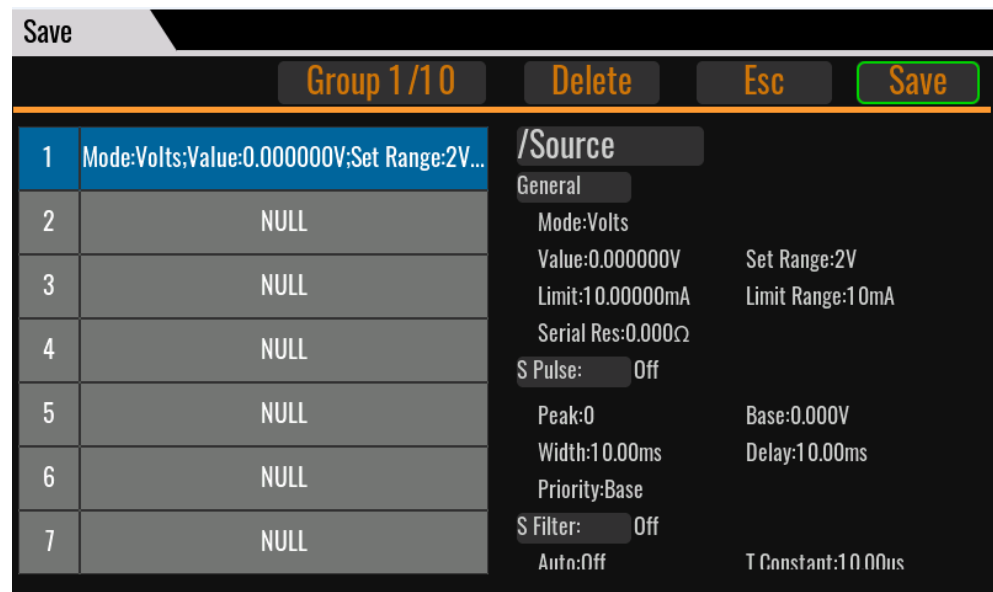 Save
Group 1/10 Delete Esc Save
1 Mode:Volts;Value:0.000000V;Set Range:2V...
2 NULL
3 NULL
4 NULL
5 NULL
6 NULL
7 NULL
/Source
General
Mode:Volts
Value:0.000000V Set Range:2V
Limit:10.00000mA Limit Range:10mA
Serial Res:0.000Ω
S Pulse: Off
Peak:0 Base:0.000V
Width:10.00ms Delay:10.00ms
Priority:Base
S Filter: Off
Auto:Off T Constant:10.00us